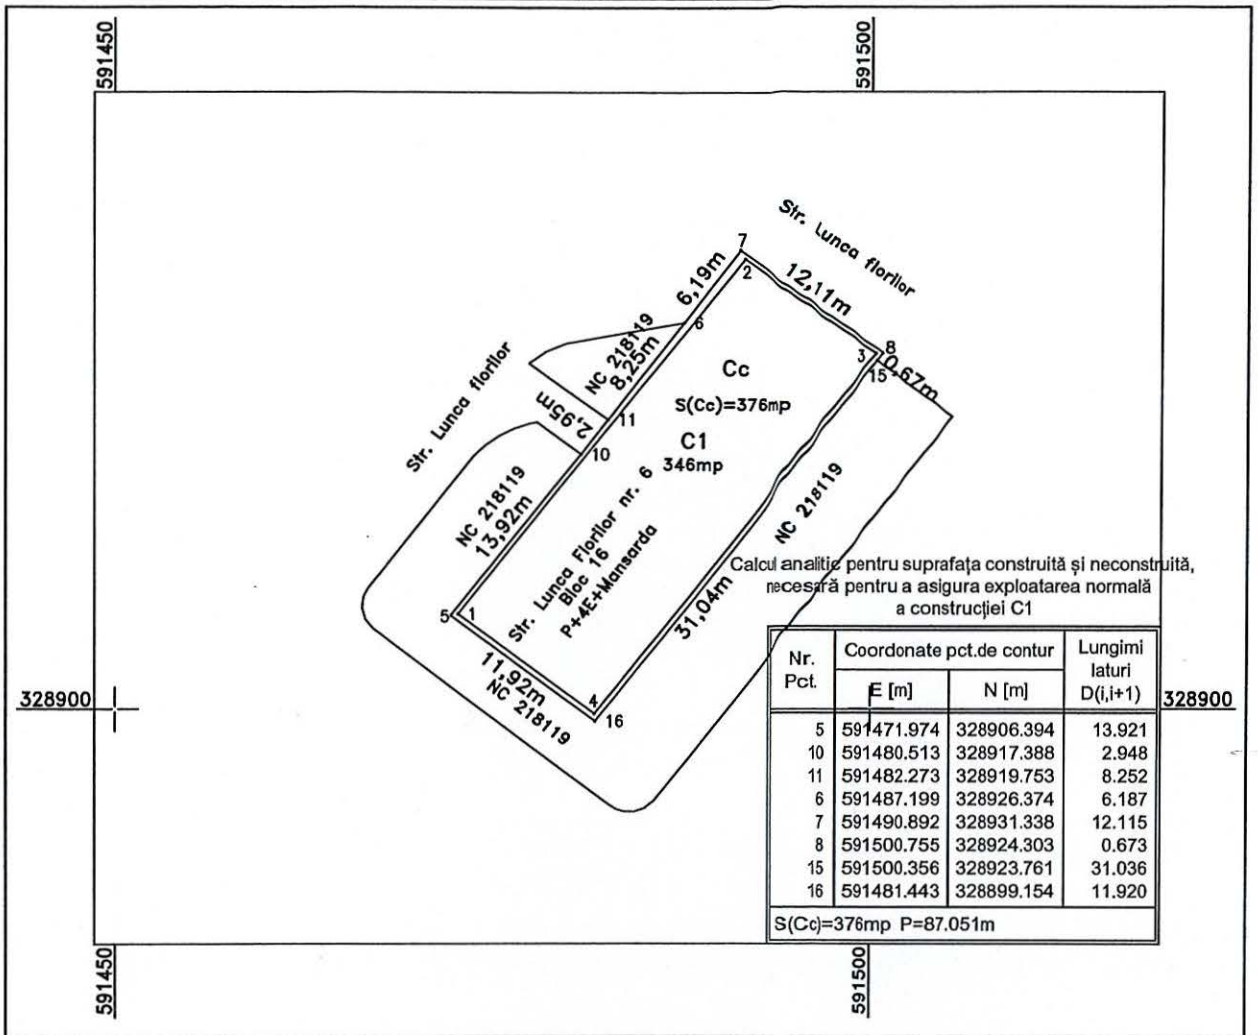 591450
591500
Str. Lunca florilor
7
2
6,19m
12,11m
6
8
3
15
0,67m
NC 218119
8,25m
Cc
S(Cc)=376mp
Str. Lunca florilor
2,95m
11
C1
346mp
10
NC 218119
13,92m
NC 218119
31,04m
Str. Lunca Florilor nr. 6
Bloc 16
P+4E+Mansarda
5
1
11,92m
NC 218119
4
16
328900
328900
Calcul analitic pentru suprafața construită și neconstruită,
necesară pentru a asigura exploatarea normală
a construcției C1
Nr. Pct. Coordonate pct.de contur Lungimi laturi D(i,i+1)
E [m] N [m]
5 591471.974 328906.394 13.921
10 591480.513 328917.388 2.948
11 591482.273 328919.753 8.252
6 591487.199 328926.374 6.187
7 591490.892 328931.338 12.115
8 591500.755 328924.303 0.673
15 591500.356 328923.761 31.036
16 591481.443 328899.154 11.920
S(Cc)=376mp P=87.051m
591450
591500